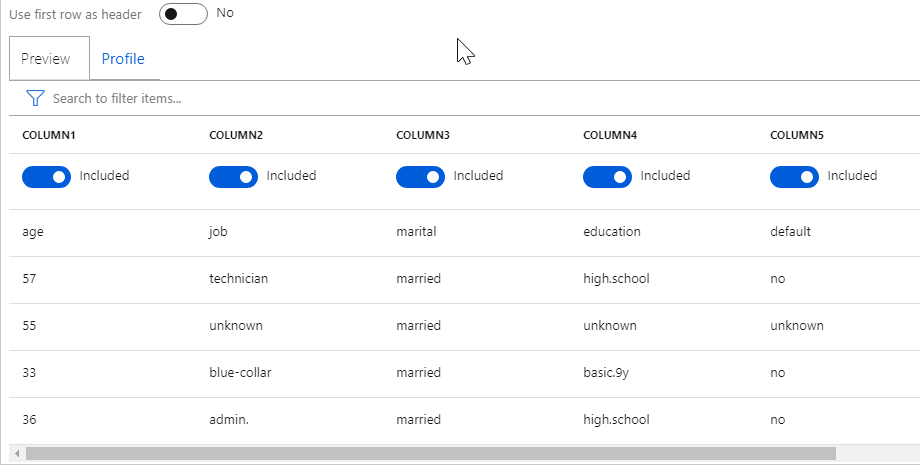 Use first row as header No
Preview Profile
Search to filter items...
COLUMN1 COLUMN2 COLUMN3 COLUMN4 COLUMN5
Included Included Included Included Included
age job marital education default
57 technician married high.school no
55 unknown married unknown unknown
33 blue-collar married basic.9y no
36 admin. married high.school no